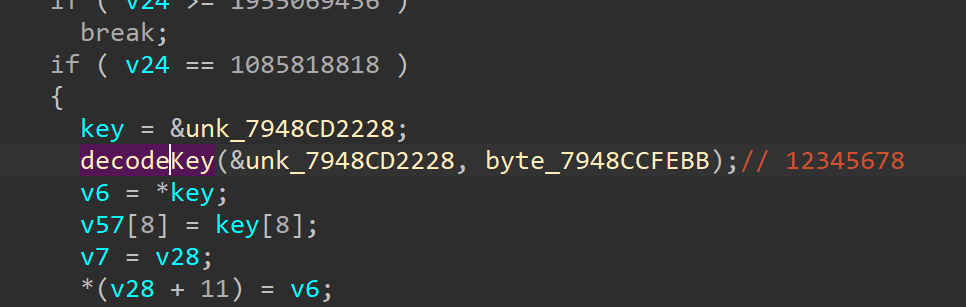 if ( v24 >= 1955069436 )
break;
if ( v24 == 1085818818 )
{
key = &unk_7948CD2228;
decodeKey(&unk_7948CD2228, byte_7948CCFEBB);// 12345678
v6 = *key;
v57[8] = key[8];
v7 = v28;
*(v28 + 11) = v6;